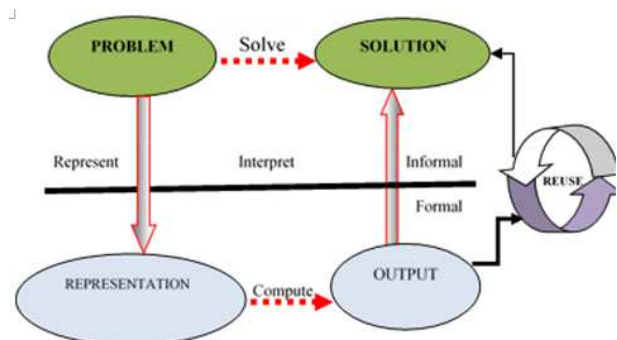 PROBLEM
Solve
SOLUTION
Represent
Interpret
Informal
REUSE
Formal
REPRESENTATION
Compute
OUTPUT